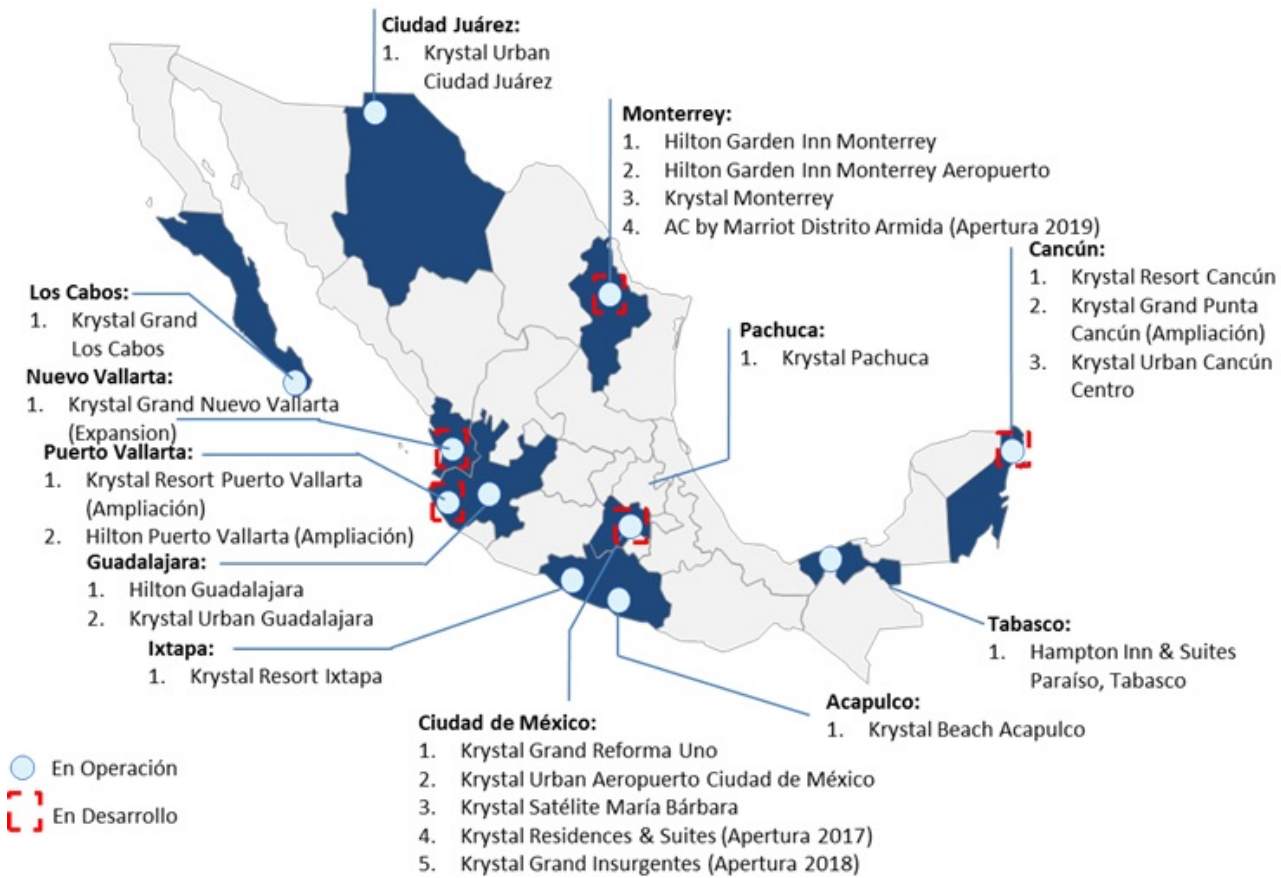 Ciudad Juárez:
1. Krystal Urban
Ciudad Juárez
Monterrey:
1. Hilton Garden Inn Monterrey
2. Hilton Garden Inn Monterrey Aeropuerto
3. Krystal Monterrey
4. AC by Marriot Distrito Armida (Apertura 2019)
Cancún:
1. Krystal Resort Cancún
2. Krystal Grand Punta
Cancún (Ampliación)
3. Krystal Urban Cancún
Centro
Los Cabos:
1. Krystal Grand
Los Cabos
Pachuca:
1. Krystal Pachuca
Nuevo Vallarta:
1. Krystal Grand Nuevo Vallarta
(Expansion)
Puerto Vallarta:
1. Krystal Resort Puerto Vallarta
(Ampliación)
2. Hilton Puerto Vallarta (Ampliación)
Guadalajara:
1. Hilton Guadalajara
2. Krystal Urban Guadalajara
Ixtapa:
1. Krystal Resort Ixtapa
Tabasco:
1. Hampton Inn & Suites
Paraíso, Tabasco
Acapulco:
1. Krystal Beach Acapulco
Ciudad de México:
1. Krystal Grand Reforma Uno
2. Krystal Urban Aeropuerto Ciudad de México
3. Krystal Satélite María Bárbara
4. Krystal Residences & Suites (Apertura 2017)
5. Krystal Grand Insurgentes (Apertura 2018)
En Operación
En Desarrollo